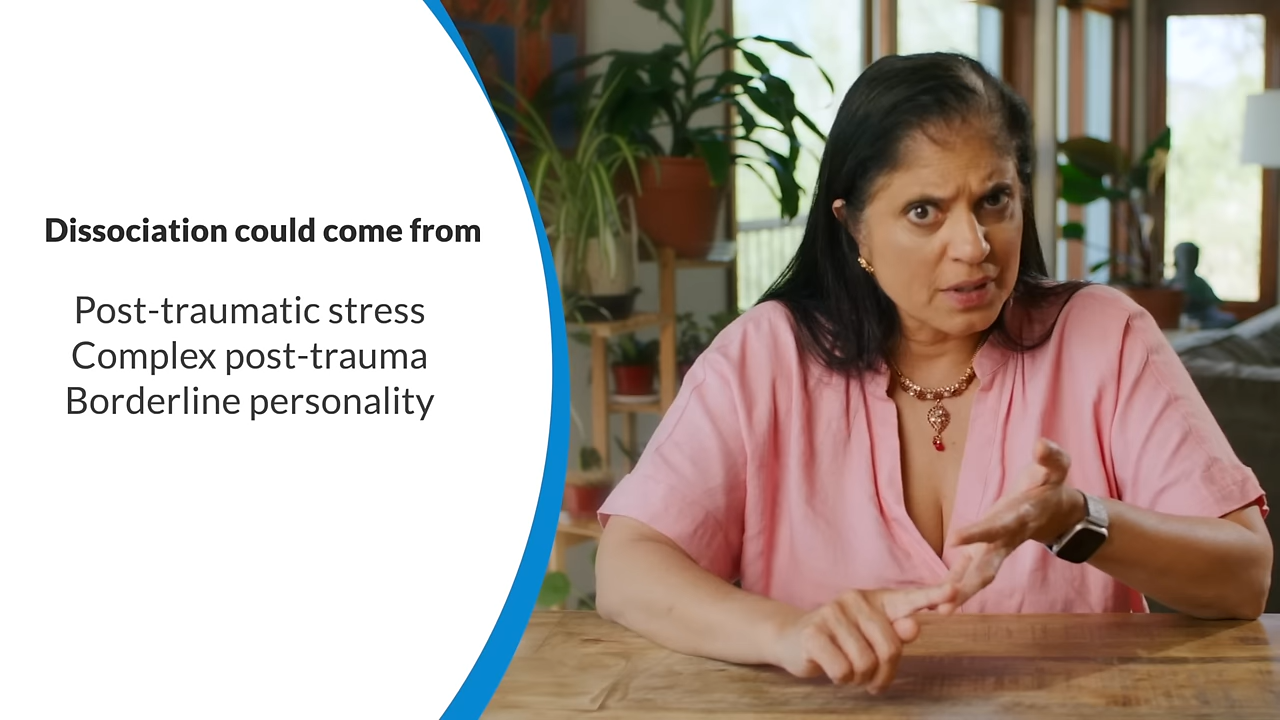 Dissociation could come from
Post-traumatic stress
Complex post-trauma
Borderline personality